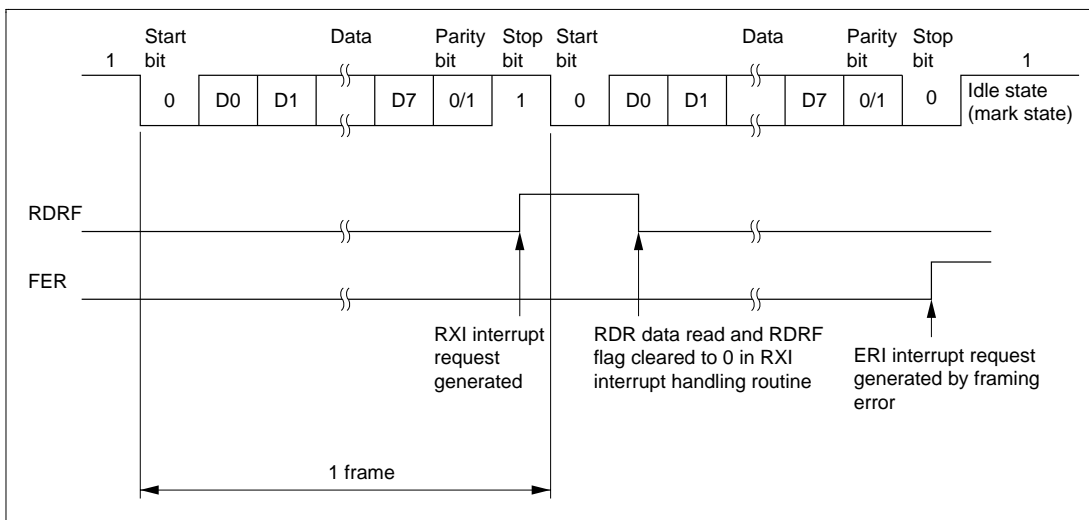 Start bit Data Parity bit Stop bit Start bit Data Parity bit Stop bit
1 1
0 D0 D1 D7 0/1 1 0 D0 D1 D7 0/1 0 Idle state (mark state)
RDRF
FER
RXI interrupt
request
generated
RDR data read and RDRF
flag cleared to 0 in RXI
interrupt handling routine
ERI interrupt request
generated by framing
error
1 frame